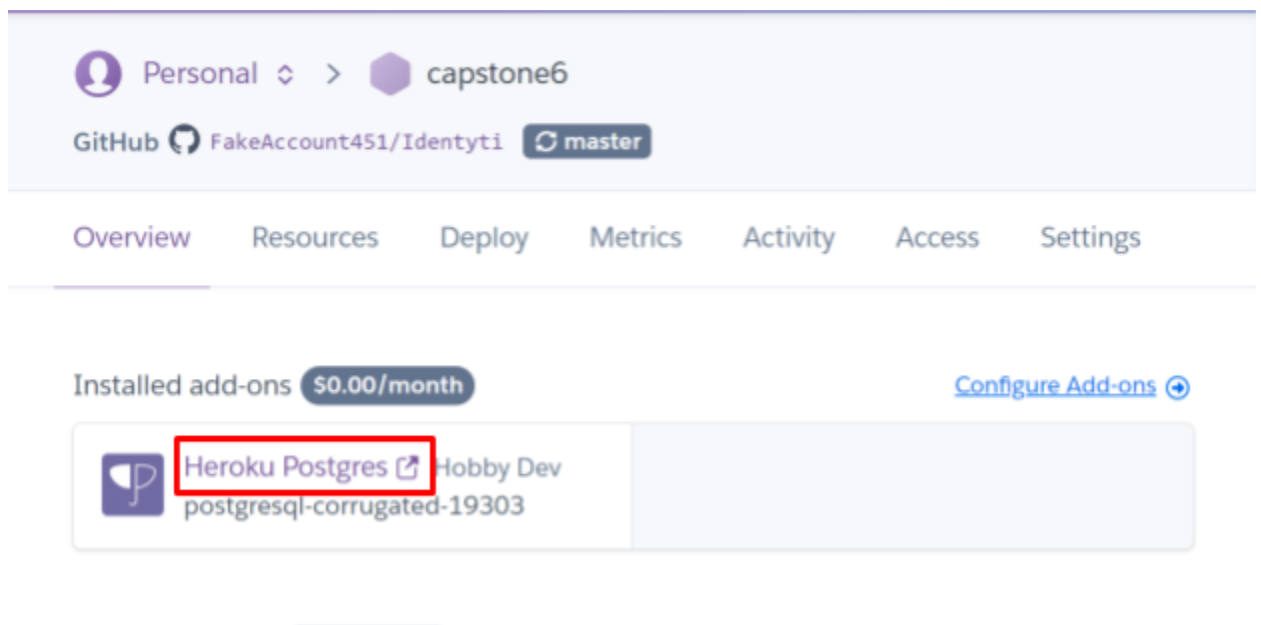 Personal > capstone6
GitHub FakeAccount451/Identyti master
Overview Resources Deploy Metrics Activity Access Settings
Installed add-ons $0.00/month Configure Add-ons
Heroku Postgres Hobby Dev
postgresql-corrugated-19303